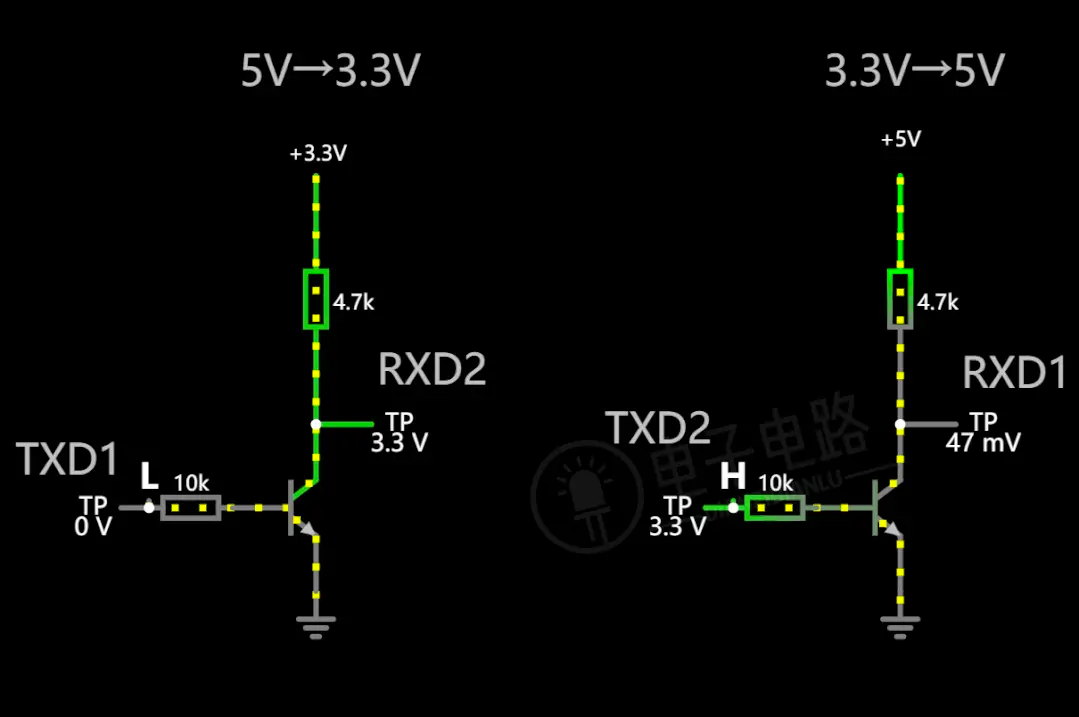 5V→3.3V
+3.3V
4.7k
RXD2
TP
3.3 V
TXD1
L
10k
TP
0 V
3.3V→5V
+5V
4.7k
RXD1
TP
47 mV
TXD2
H
10k
TP
3.3 V
电子电路